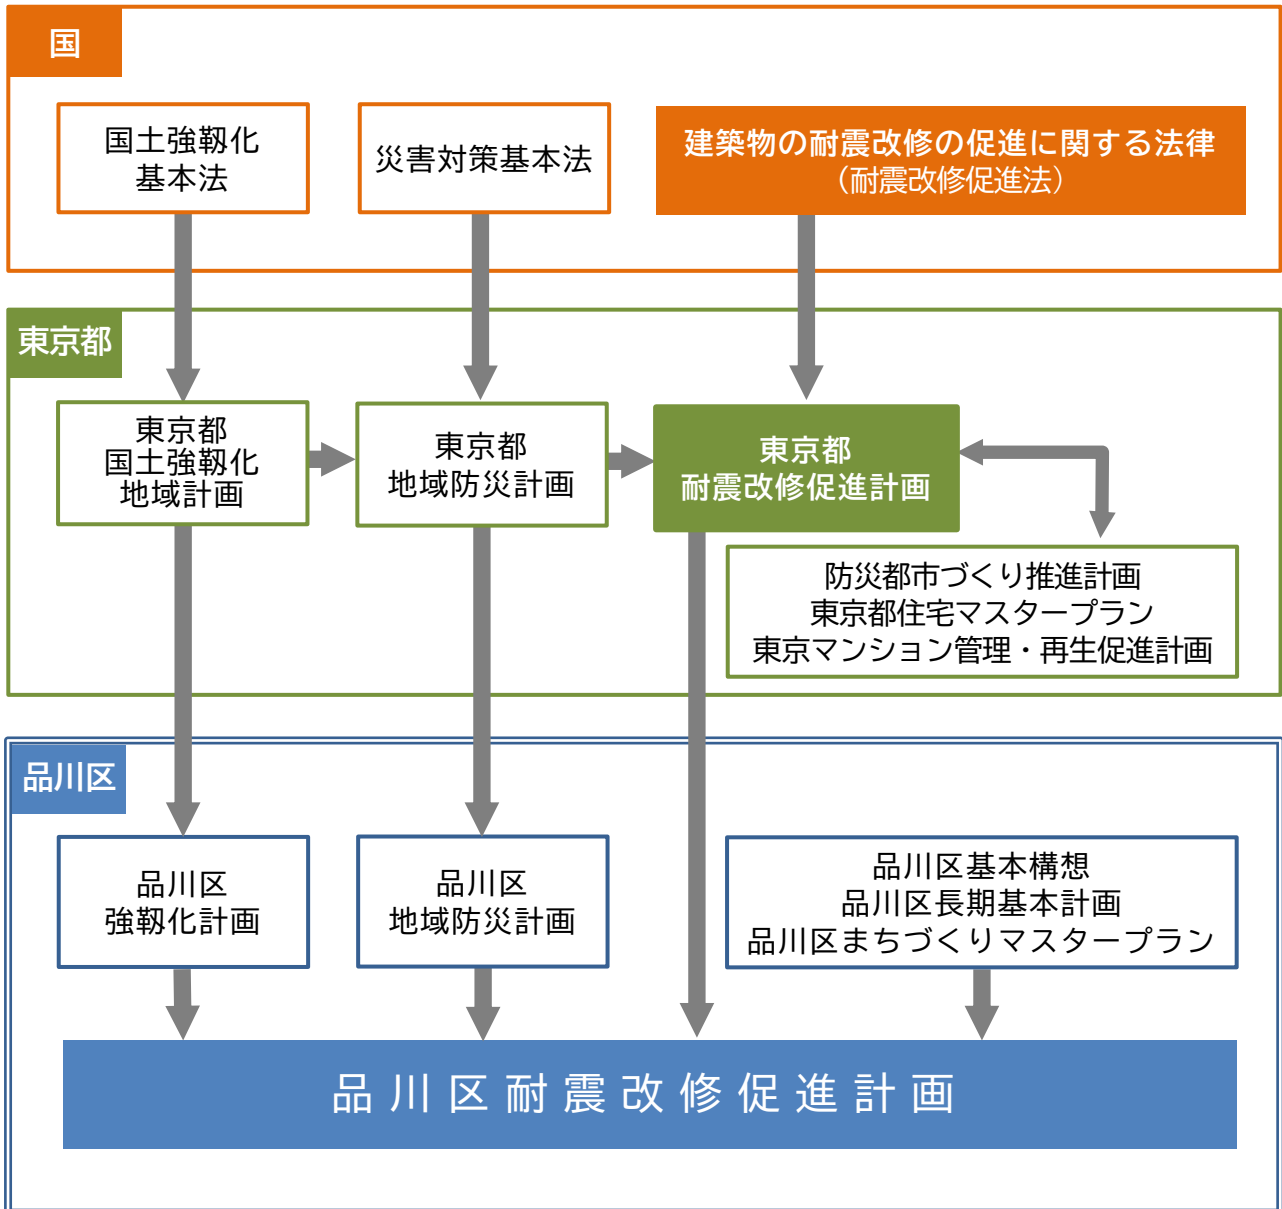 国
国土強靱化
基本法
災害対策基本法
建築物の耐震改修の促進に関する法律
（耐震改修促進法）
東京都
東京都
国土強靱化
地域計画
東京都
地域防災計画
東京都
耐震改修促進計画
防災都市づくり推進計画
東京都住宅マスタープラン
東京マンション管理・再生促進計画
品川区
品川区
強靱化計画
品川区
地域防災計画
品川区基本構想
品川区長期基本計画
品川区まちづくりマスタープラン
品川区耐震改修促進計画